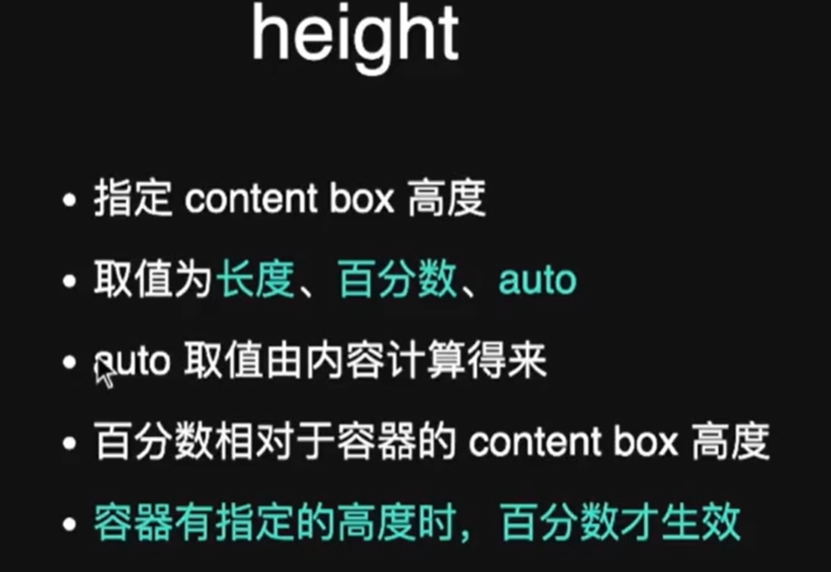 height
• 指定 content box 高度
• 取值为长度、百分数、auto
• auto 取值由内容计算得来
• 百分数相对于容器的 content box 高度
• 容器有指定的高度时，百分数才生效